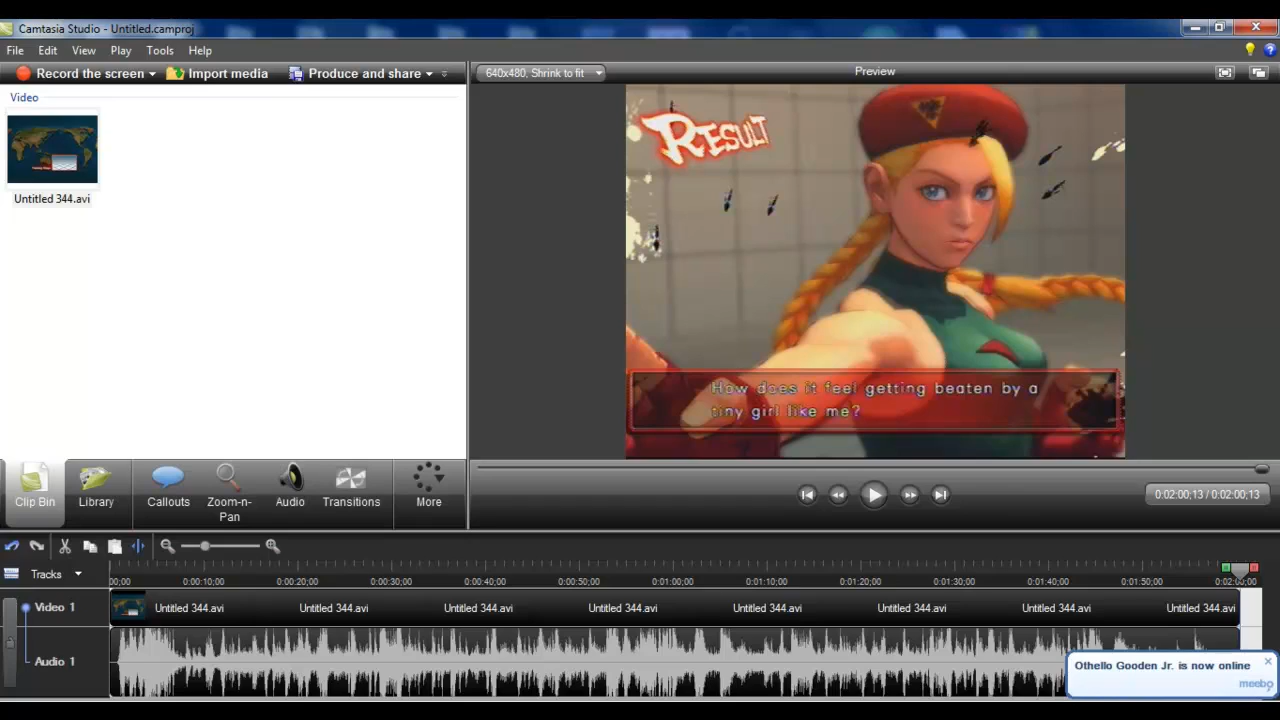 Camtasia Studio - Untitled.camproj
File Edit View Play Tools Help
Record the screen Import media Produce and share
640x480, Shrink to fit
Preview
Video
Untitled 344.avi
RESULT
How does it feel getting beaten by a
tiny girl like me?
Clip Bin
Library
Callouts
Zoom-n-
Pan
Audio
Transitions
More
0:02:00;13 / 0:02:00;13
Tracks
00;00 0:00:10;00 0:00:20;00 0:00:30;00 0:00:40;00 0:00:50;00 0:01:00;00 0:01:10;00 0:01:20;00 0:01:30;00 0:01:40;00 0:01:50;00 0:02:00;00
Video 1
Untitled 344.avi Untitled 344.avi Untitled 344.avi Untitled 344.avi Untitled 344.avi Untitled 344.avi Untitled 344.avi Untitled 344.avi
Audio 1
Othello Gooden Jr. is now online
meebo